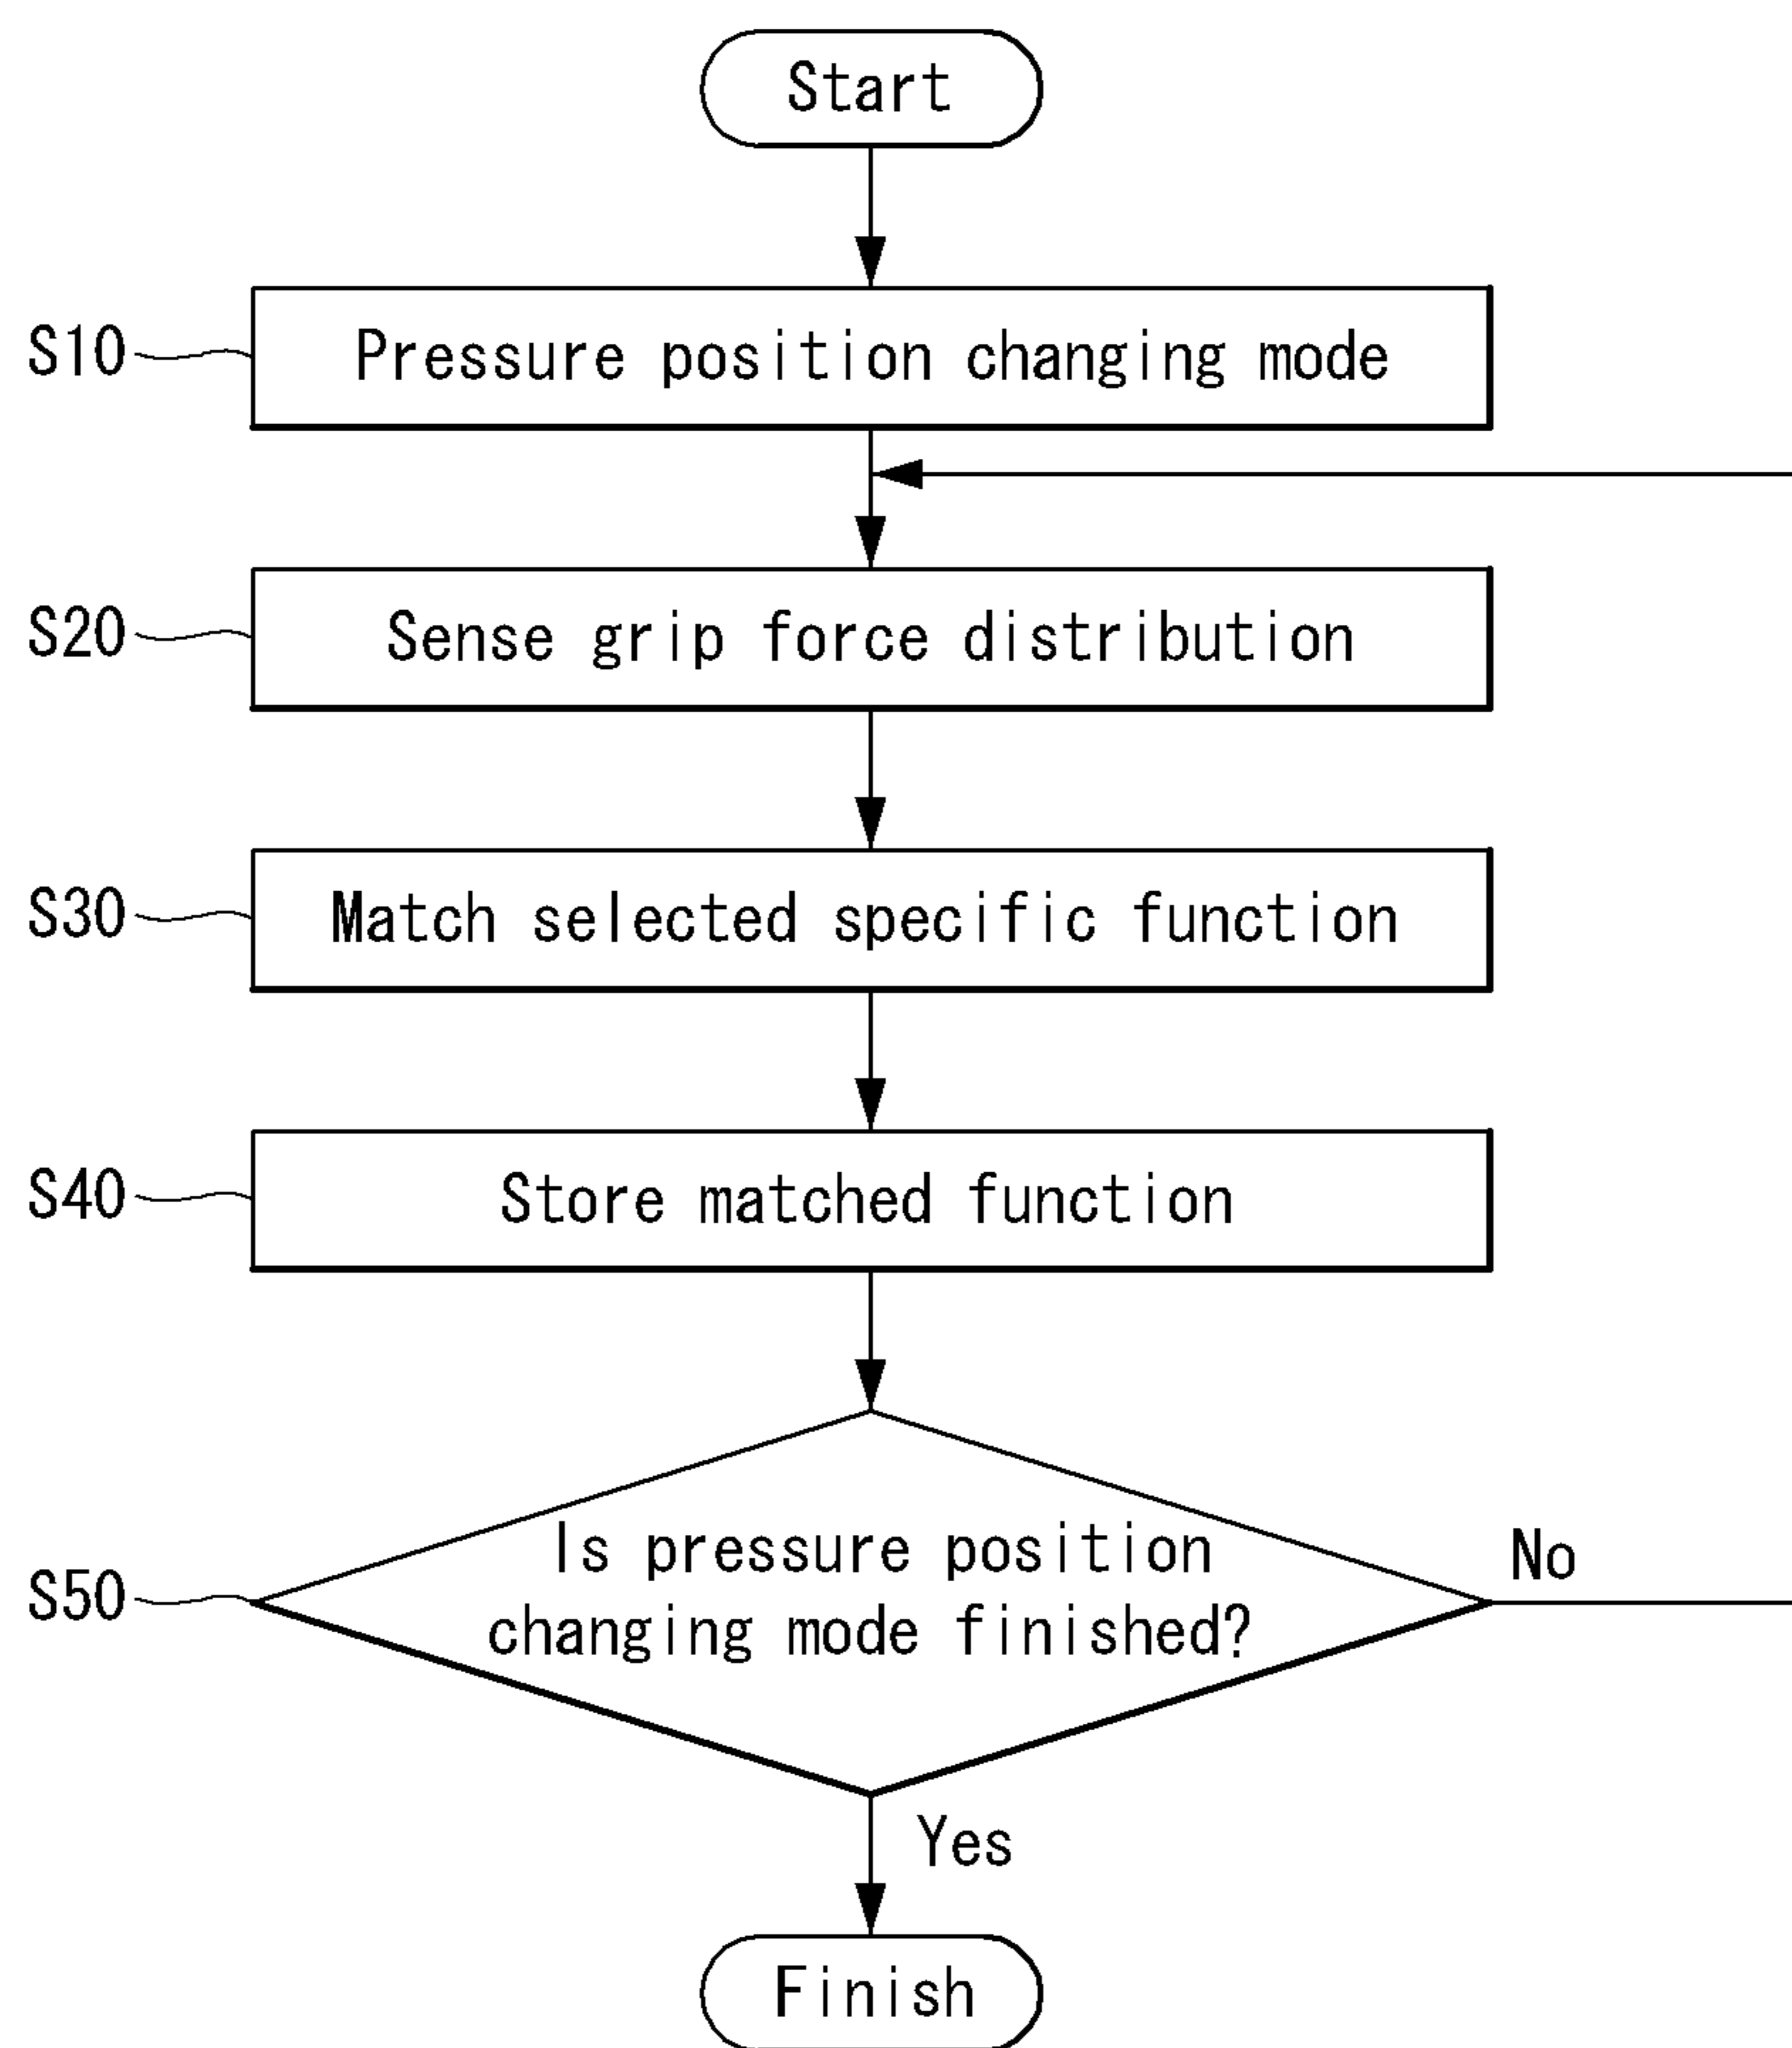 Start
S10 Pressure position changing mode
S20 Sense grip force distribution
S30 Match selected specific function
S40 Store matched function
S50 Is pressure position
changing mode finished?
No
Yes
Finish